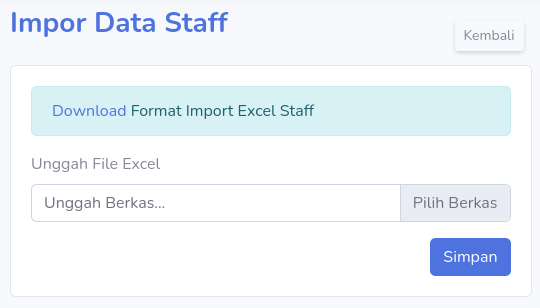 Impor Data Staff
Kembali
Download Format Import Excel Staff
Unggah File Excel
Unggah Berkas...
Pilih Berkas
Simpan